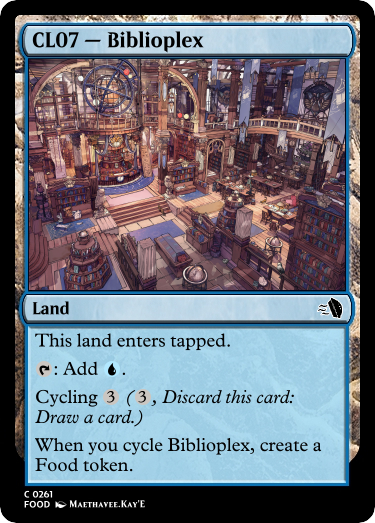 CL07 — Biblioplex
Land
This land enters tapped.
: Add .
Cycling 3 (3, Discard this card:
Draw a card.)
When you cycle Biblioplex, create a
Food token.
C 0261
FOOD Maethavee.Kay'E